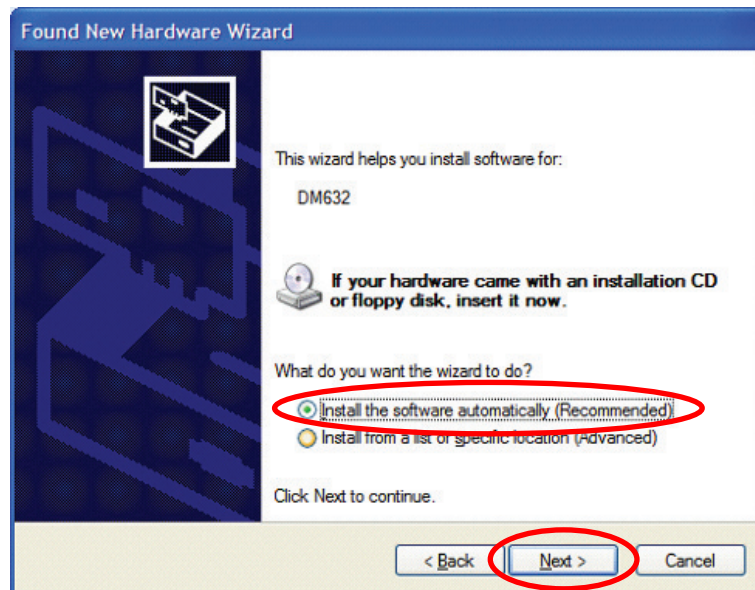 Found New Hardware Wizard
This wizard helps you install software for:
DM632
If your hardware came with an installation CD
or floppy disk, insert it now.
What do you want the wizard to do?
Install the software automatically (Recommended)
Install from a list or specific location (Advanced)
Click Next to continue.
< Back
Next >
Cancel